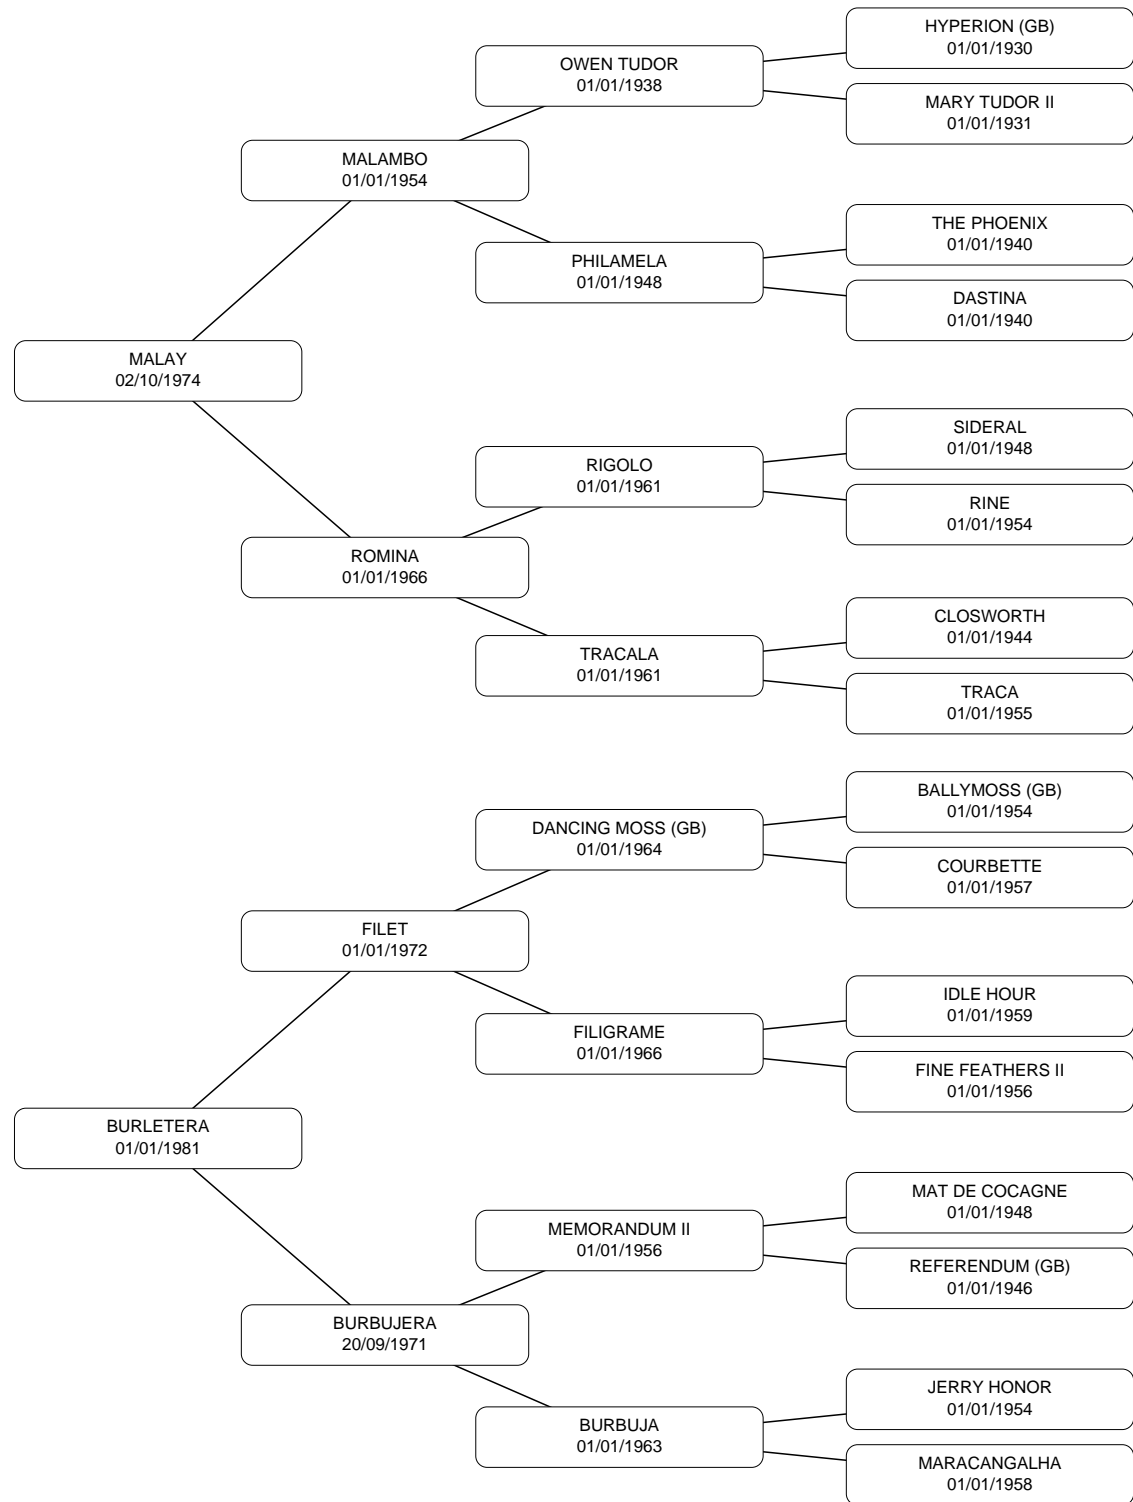 HYPERION (GB)
01/01/1930
OWEN TUDOR
01/01/1938
MARY TUDOR II
01/01/1931
MALAMBO
01/01/1954
THE PHOENIX
01/01/1940
PHILAMELA
01/01/1948
DASTINA
01/01/1940
MALAY
02/10/1974
SIDERAL
01/01/1948
RIGOLO
01/01/1961
RINE
01/01/1954
ROMINA
01/01/1966
CLOSWORTH
01/01/1944
TRACALA
01/01/1961
TRACA
01/01/1955
BALLYMOSS (GB)
01/01/1954
DANCING MOSS (GB)
01/01/1964
COURBETTE
01/01/1957
FILET
01/01/1972
IDLE HOUR
01/01/1959
FILIGRAME
01/01/1966
FINE FEATHERS II
01/01/1956
BURLETERA
01/01/1981
MAT DE COCAGNE
01/01/1948
MEMORANDUM II
01/01/1956
REFERENDUM (GB)
01/01/1946
BURBUJERA
20/09/1971
JERRY HONOR
01/01/1954
BURBUJA
01/01/1963
MARACANGALHA
01/01/1958